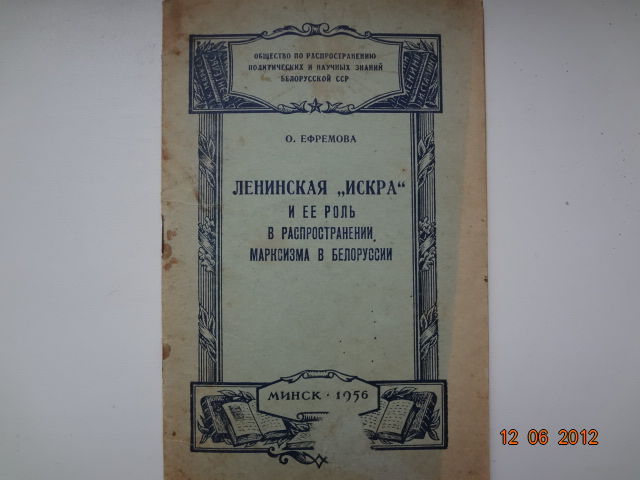 ОБЩЕСТВО ПО РАСПРОСТРАНЕНИЮ
ПОЛИТИЧЕСКИХ И НАУЧНЫХ ЗНАНИЙ
БЕЛОРУССКОЙ ССР
О. ЕФРЕМОВА
ЛЕНИНСКАЯ „ИСКРА“
И ЕЕ РОЛЬ
В РАСПРОСТРАНЕНИИ
МАРКСИЗМА В БЕЛОРУССИИ
МИНСК · 1956
12 06 2012